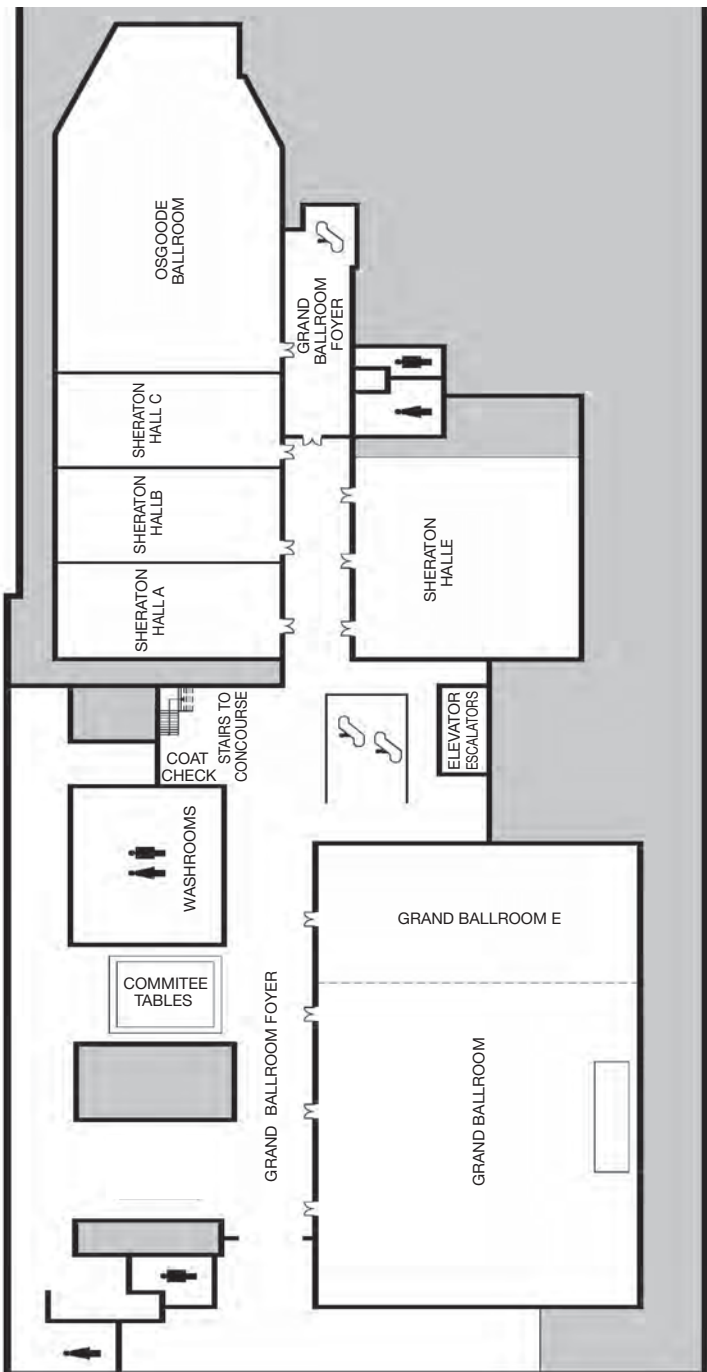 OSGOODE
BALLROOM
GRAND
BALLROOM
FOYER
SHERATON
HALL C
SHERATON
HALLB
SHERATON
HALL A
SHERATON
HALLE
STAIRS TO
CONCOURSE
COAT
CHECK
ELEVATOR
ESCALATORS
WASHROOMS
GRAND BALLROOM E
COMMITEE
TABLES
GRAND BALLROOM FOYER
GRAND BALLROOM